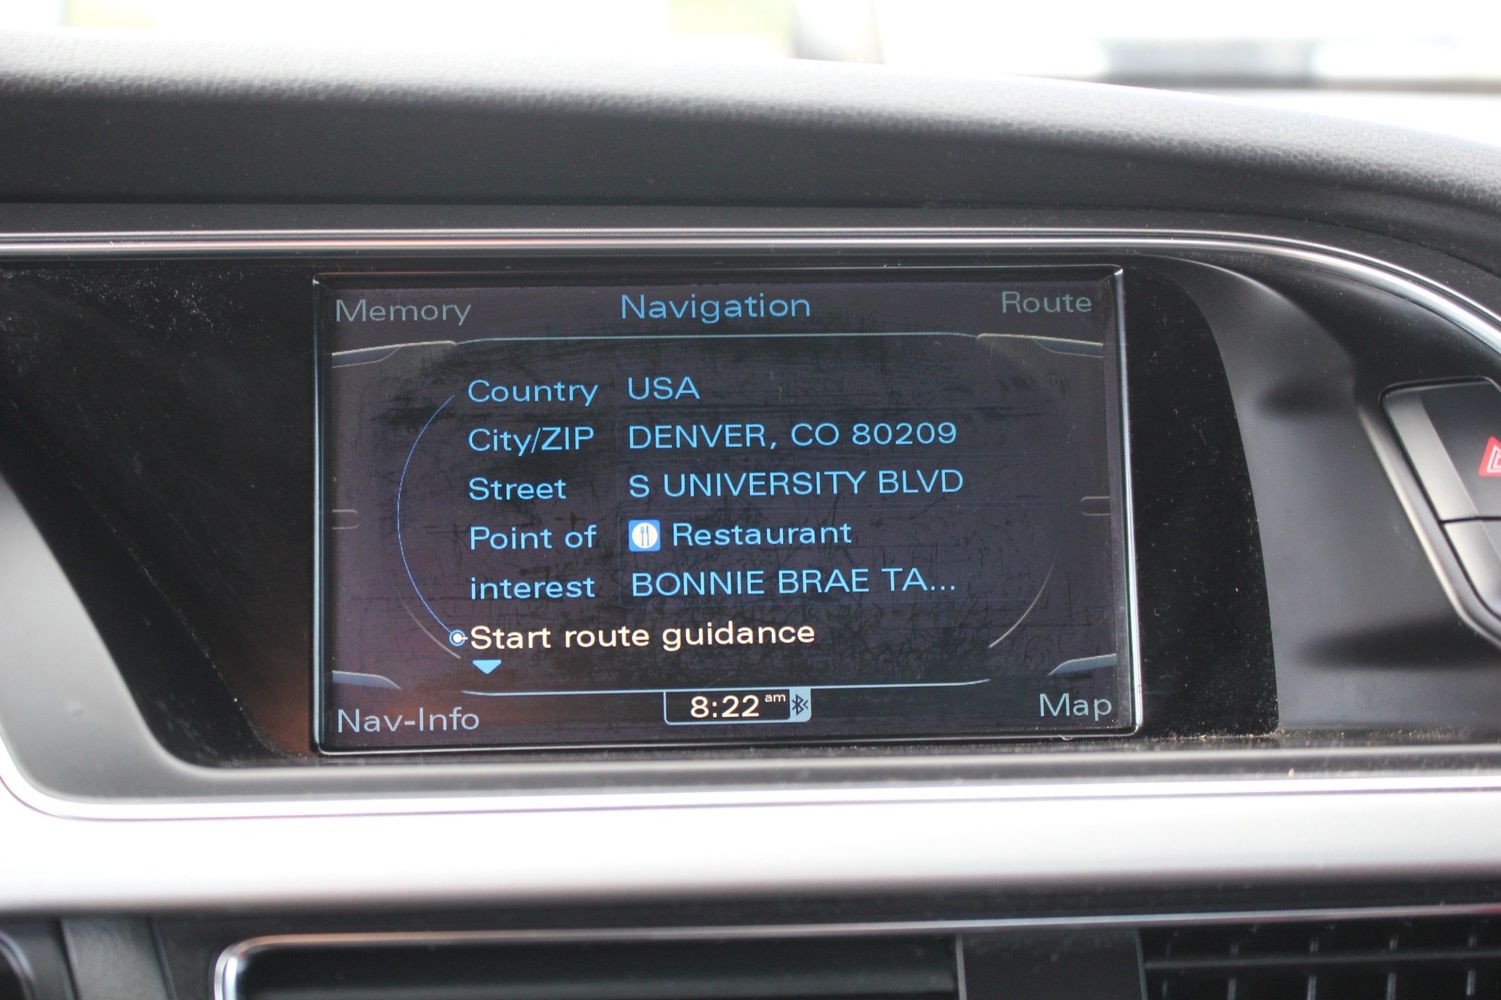 Memory Navigation Route
Country USA
City/ZIP DENVER, CO 80209
Street S UNIVERSITY BLVD
Point of Restaurant
interest BONNIE BRAE TA...
Start route guidance
Nav-Info 8:22 am Map